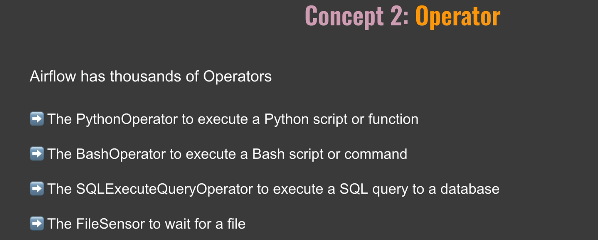 Concept 2: Operator
Airflow has thousands of Operators
➡️ The PythonOperator to execute a Python script or function
➡️ The BashOperator to execute a Bash script or command
➡️ The SQLExecuteQueryOperator to execute a SQL query to a database
➡️ The FileSensor to wait for a file